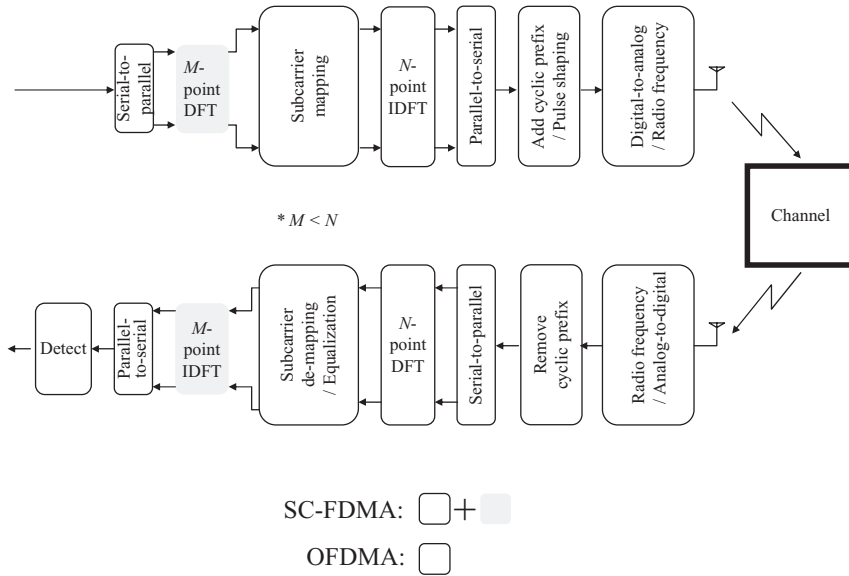 Serial-to-
parallel
M-
point
DFT
Subcarrier
mapping
N-
point
IDFT
Parallel-to-serial
Add cyclic prefix
/ Pulse shaping
Digital-to-analog
/ Radio frequency
Channel
* M < N
Detect
Parallel-
to-serial
M-
point
IDFT
Subcarrier
de-mapping
/ Equalization
N-
point
DFT
Serial-to-parallel
Remove
cyclic prefix
Radio frequency
/ Analog-to-digital
SC-FDMA: +
OFDMA: